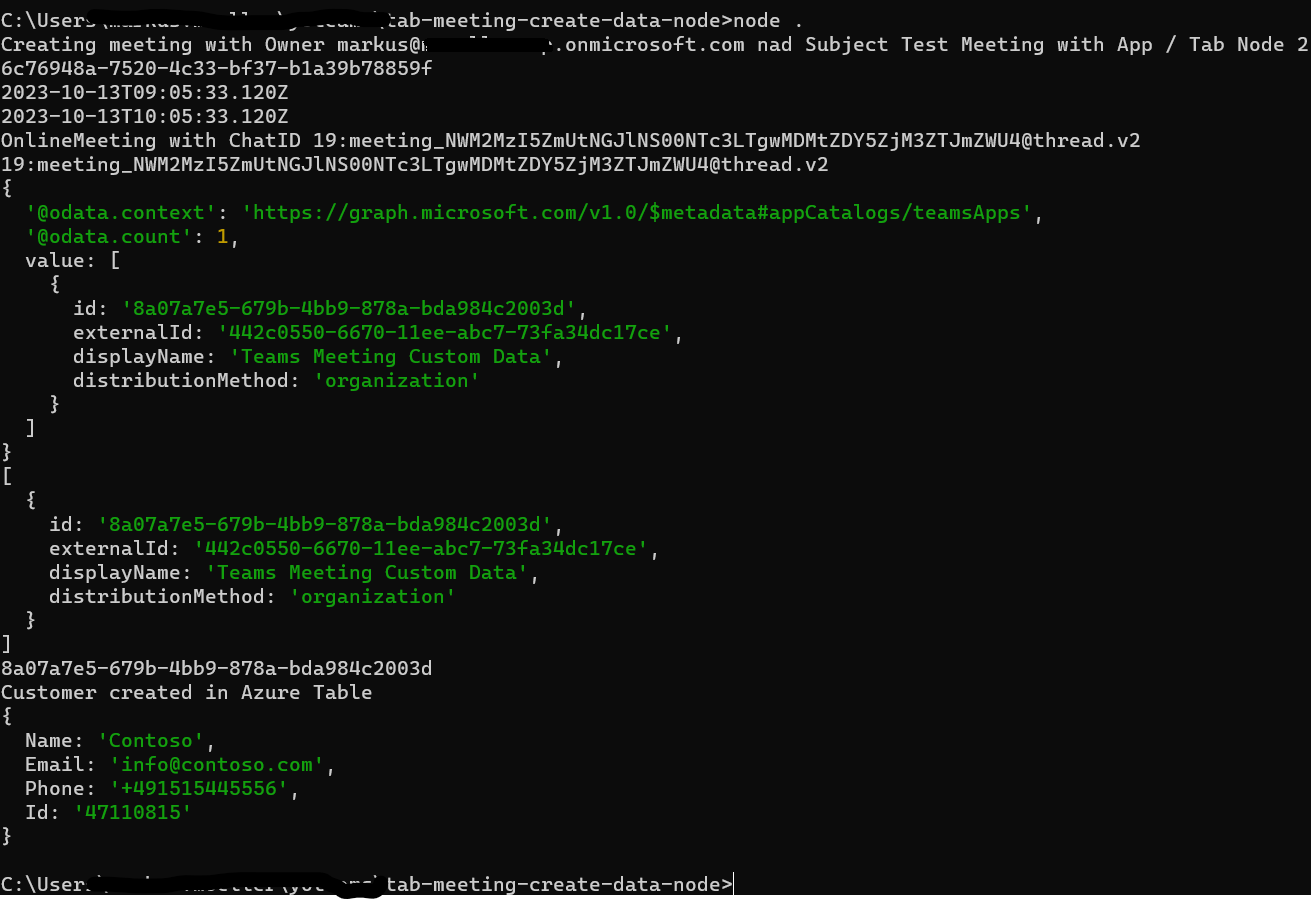 C:\Users\ \tab-meeting-create-data-node>node .
Creating meeting with Owner markus@ .onmicrosoft.com nad Subject Test Meeting with App / Tab Node 2
6c76948a-7520-4c33-bf37-b1a39b78859f
2023-10-13T09:05:33.120Z
2023-10-13T10:05:33.120Z
OnlineMeeting with ChatID 19:meeting_NWM2MzI5ZmUtNGJlNS00NTc3LTgwMDMtZDY5ZjM3ZTJmZWU4@thread.v2
19:meeting_NWM2MzI5ZmUtNGJlNS00NTc3LTgwMDMtZDY5ZjM3ZTJmZWU4@thread.v2
{
'@odata.context': 'https://graph.microsoft.com/v1.0/$metadata#appCatalogs/teamsApps',
'@odata.count': 1,
value: [
{
id: '8a07a7e5-679b-4bb9-878a-bda984c2003d',
externalId: '442c0550-6670-11ee-abc7-73fa34dc17ce',
displayName: 'Teams Meeting Custom Data',
distributionMethod: 'organization'
}
]
}
[
{
id: '8a07a7e5-679b-4bb9-878a-bda984c2003d',
externalId: '442c0550-6670-11ee-abc7-73fa34dc17ce',
displayName: 'Teams Meeting Custom Data',
distributionMethod: 'organization'
}
]
8a07a7e5-679b-4bb9-878a-bda984c2003d
Customer created in Azure Table
{
Name: 'Contoso',
Email: 'info@contoso.com',
Phone: '+491515445556',
Id: '47110815'
}
C:\Users \tab-meeting-create-data-node>